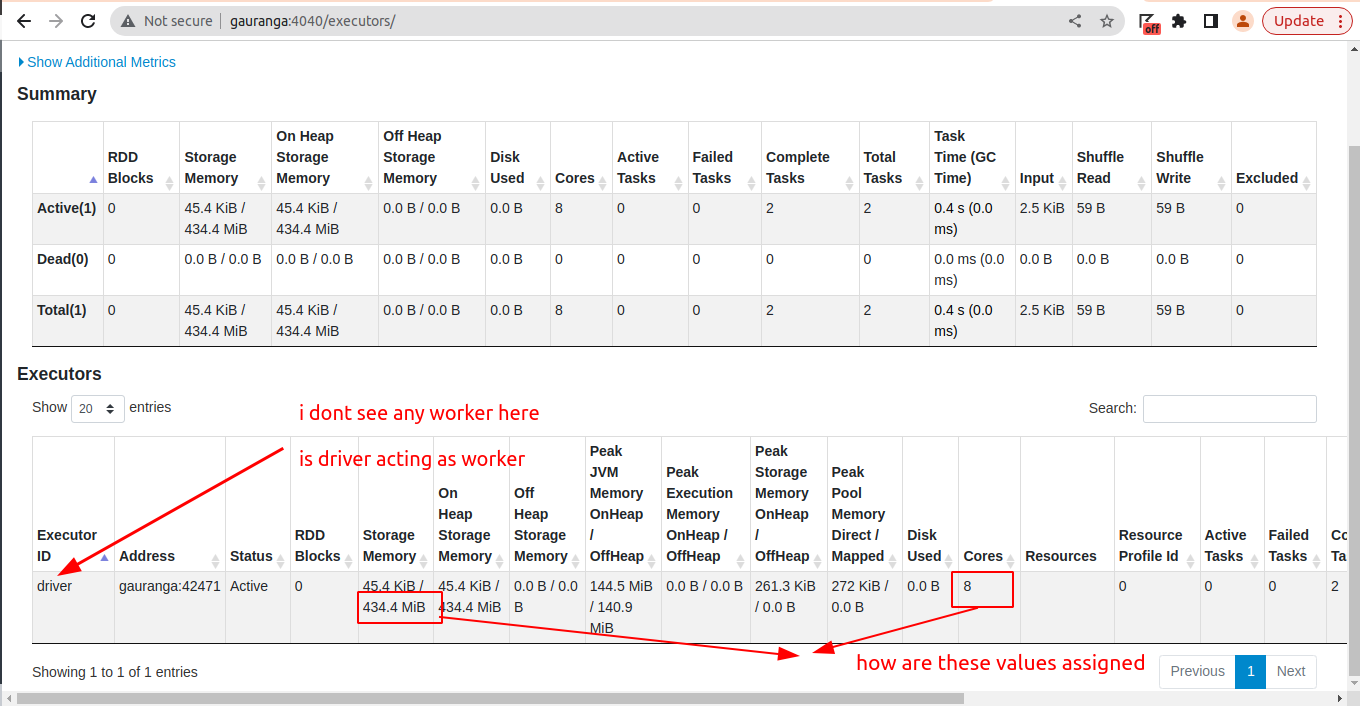 Not secure gauranga:4040/executors/ off Update
Show Additional Metrics
Summary
RDD Blocks Storage Memory On Heap Storage Memory Off Heap Storage Memory Disk Used Cores Active Tasks Failed Tasks Complete Tasks Total Tasks Task Time (GC Time) Input Shuffle Read Shuffle Write Excluded
Active(1) 0 45.4 KiB / 434.4 MiB 45.4 KiB / 434.4 MiB 0.0 B / 0.0 B 0.0 B 8 0 0 2 2 0.4 s (0.0 ms) 2.5 KiB 59 B 59 B 0
Dead(0) 0 0.0 B / 0.0 B 0.0 B / 0.0 B 0.0 B / 0.0 B 0.0 B 0 0 0 0 0 0.0 ms (0.0 ms) 0.0 B 0.0 B 0.0 B 0
Total(1) 0 45.4 KiB / 434.4 MiB 45.4 KiB / 434.4 MiB 0.0 B / 0.0 B 0.0 B 8 0 0 2 2 0.4 s (0.0 ms) 2.5 KiB 59 B 59 B 0
Executors
Show 20 entries
i dont see any worker here
Search:
is driver acting as worker
Executor ID Address Status RDD Blocks Storage Memory On Heap Storage Memory Off Heap Storage Memory Peak JVM Memory OnHeap / OffHeap Peak Execution Memory OnHeap / OffHeap Peak Storage Memory OnHeap / OffHeap Peak Pool Memory Direct / Mapped Disk Used Cores Resources Resource Profile Id Active Tasks Failed Tasks Co Ta
driver gauranga:42471 Active 0 45.4 KiB / 434.4 MiB 45.4 KiB / 434.4 MiB 0.0 B / 0.0 B 144.5 MiB / 140.9 MiB 0.0 B / 0.0 B 261.3 KiB / 0.0 B 272 KiB / 0.0 B 0.0 B 8 0 0 0 2
how are these values assigned
Showing 1 to 1 of 1 entries
Previous 1 Next